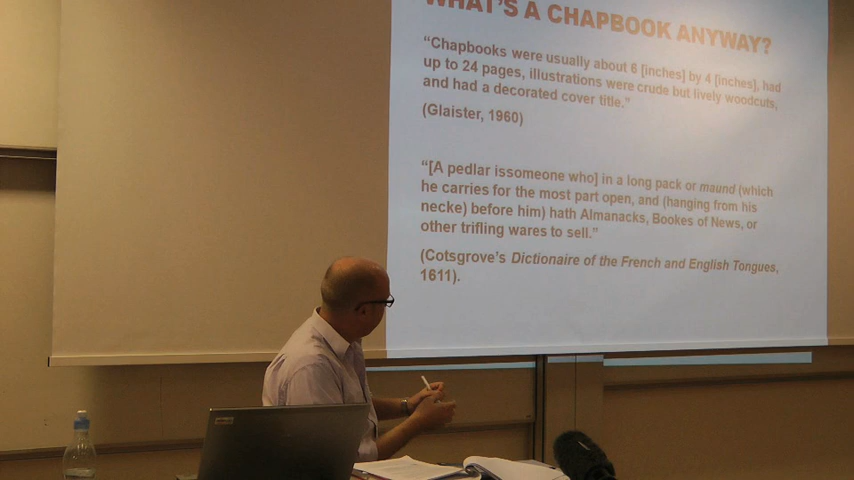 WHAT'S A CHAPBOOK ANYWAY?
“Chapbooks were usually about 6 [inches] by 4 [inches], had
up to 24 pages, illustrations were crude but lively woodcuts,
and had a decorated cover title.”
(Glaister, 1960)
“[A pedlar issomeone who] in a long pack or maund (which
he carries for the most part open, and (hanging from his
necke) before him) hath Almanacks, Bookes of News, or
other trifling wares to sell.”
(Cotsgrove's Dictionaire of the French and English Tongues,
1611).